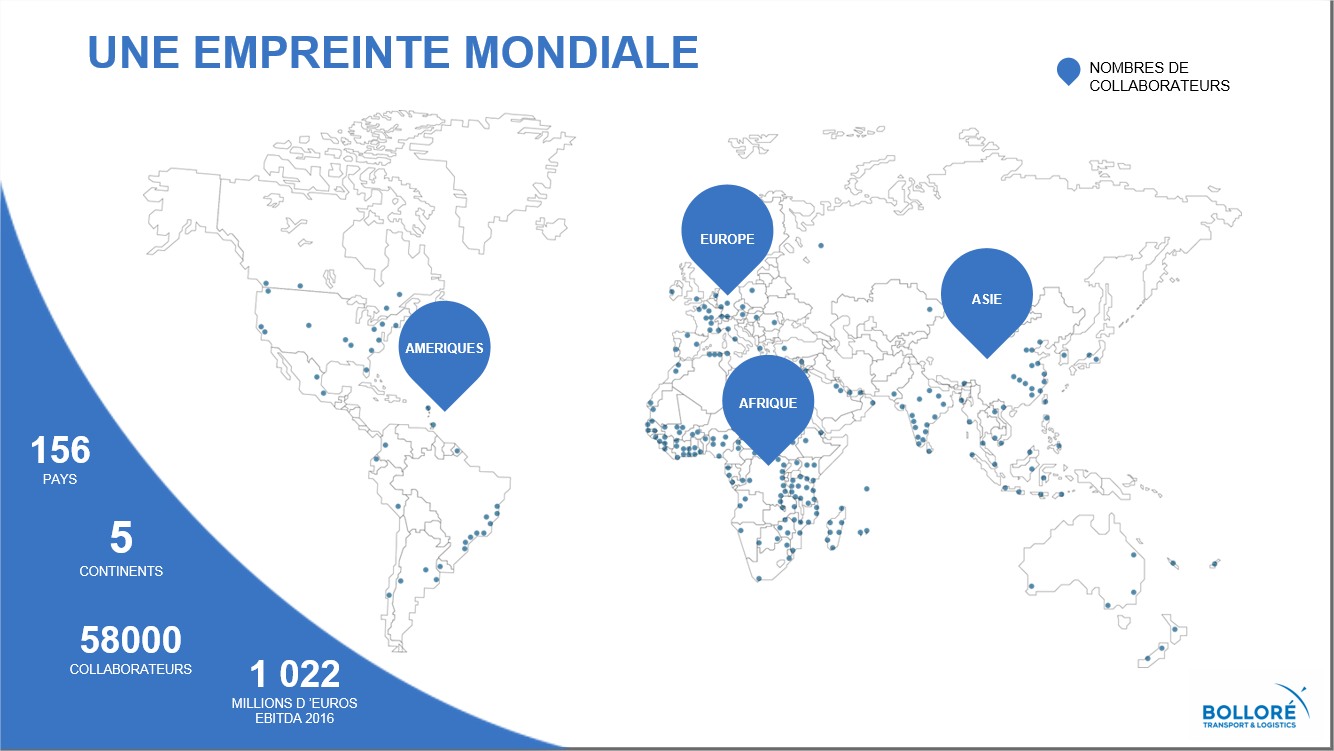 UNE EMPREINTE MONDIALE
NOMBRES DE
COLLABORATEURS
EUROPE
ASIE
AMERIQUES
AFRIQUE
156
PAYS
5
CONTINENTS
58000
COLLABORATEURS
1 022
MILLIONS D 'EUROS
EBITDA 2016
BOLLORÉ
TRANSPORT & LOGISTICS